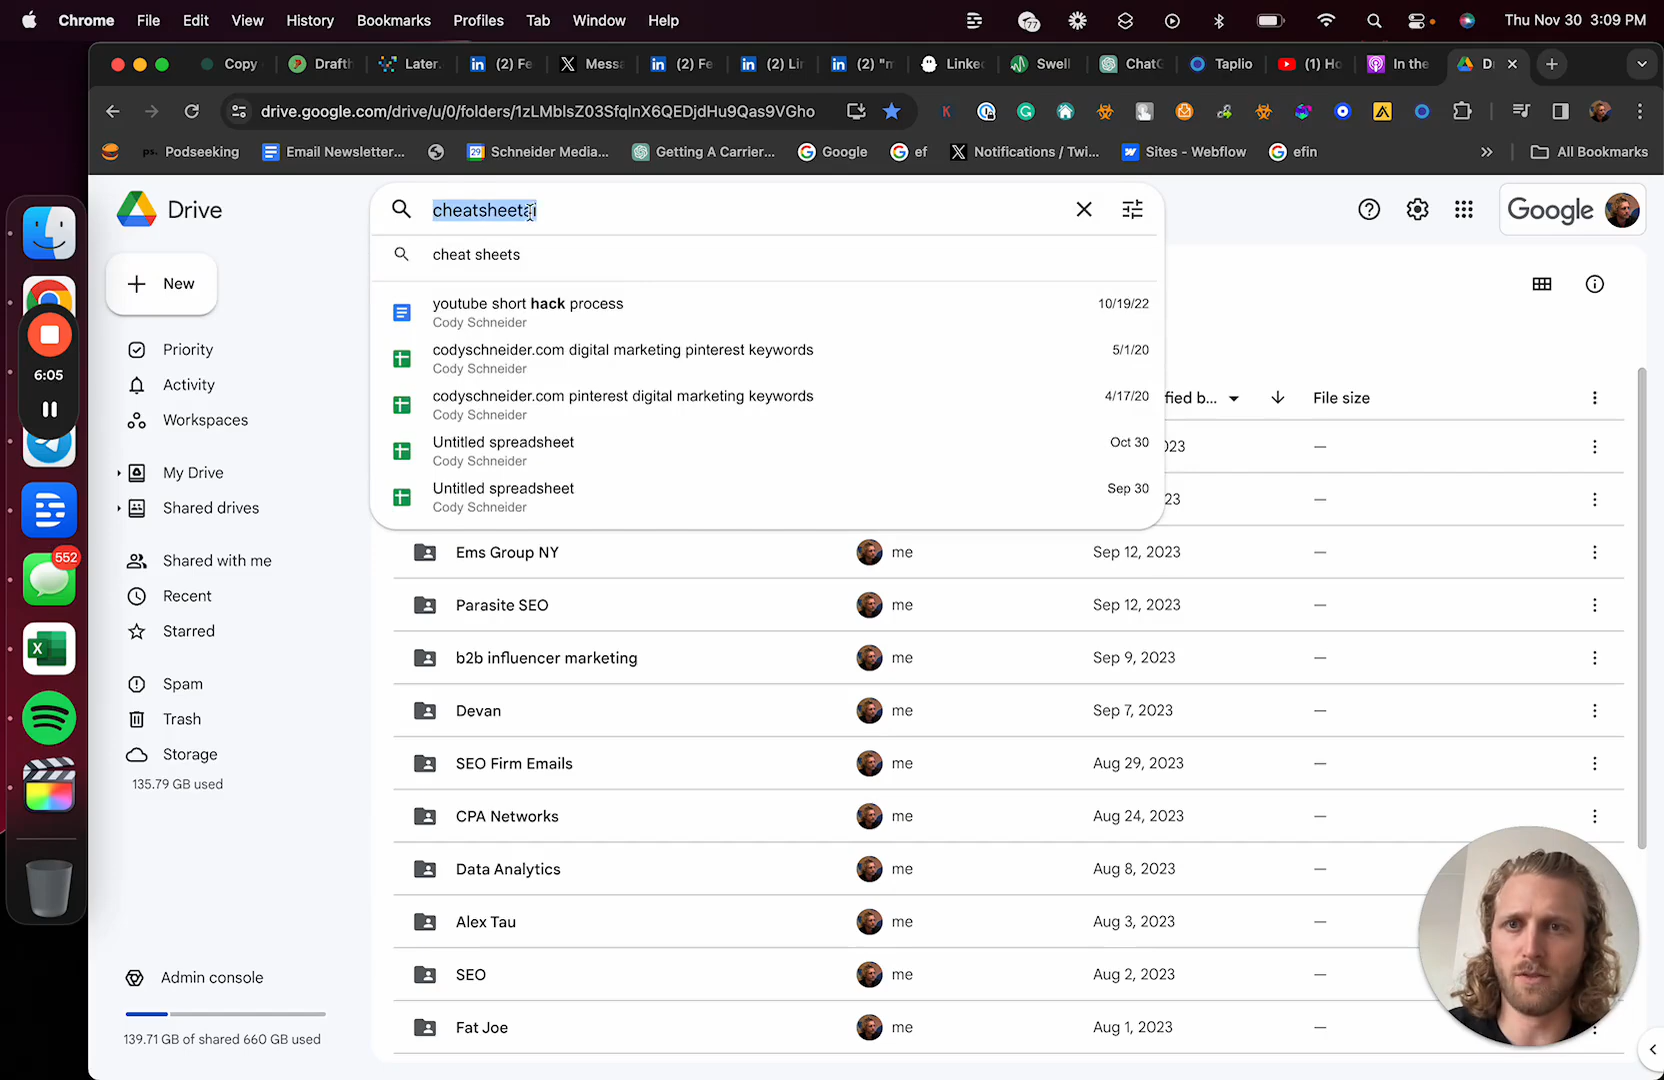 Chrome File Edit View History Bookmarks Profiles Tab Window Help 77 Thu Nov 30 3:09 PM
Copy Drafth Later. (2) Fe Messa (2) Fe (2) Lir (2) "m Linke Swell ChatG Taplio (1) Ho In the D
drive.google.com/drive/u/0/folders/1zLMblsZ03SfqlnX6QEDjdHu9Qas9VGho
ps. Podseeking Email Newsletter... Schneider Media... Getting A Carrier... Google ef Notifications / Twi... Sites - Webflow efin » All Bookmarks
Drive
Google
New
Priority
Activity
Workspaces
My Drive
Shared drives
Shared with me
Recent
Starred
Spam
Trash
Storage
135.79 GB used
Admin console
139.71 GB of shared 660 GB used
6:05
552
cheat sheets
youtube short hack process 10/19/22
Cody Schneider
codyschneider.com digital marketing pinterest keywords 5/1/20
Cody Schneider
codyschneider.com pinterest digital marketing keywords 4/17/20
Cody Schneider
Untitled spreadsheet Oct 30
Cody Schneider
Untitled spreadsheet Sep 30
Cody Schneider
fied b... File size
023 —
23 —
Ems Group NY me Sep 12, 2023 —
Parasite SEO me Sep 12, 2023 —
b2b influencer marketing me Sep 9, 2023 —
Devan me Sep 7, 2023 —
SEO Firm Emails me Aug 29, 2023 —
CPA Networks me Aug 24, 2023 —
Data Analytics me Aug 8, 2023 —
Alex Tau me Aug 3, 2023 —
SEO me Aug 2, 2023 —
Fat Joe me Aug 1, 2023 —